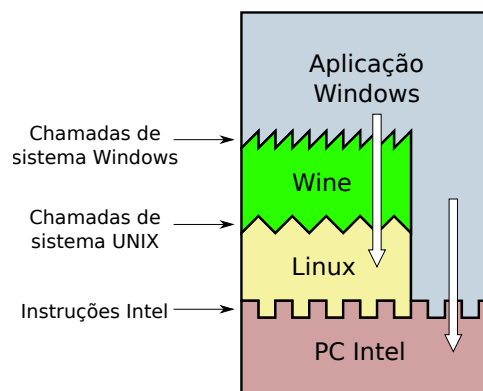 Aplicação
Windows
Chamadas de
sistema Windows
Wine
Chamadas de
sistema UNIX
Linux
Instruções Intel
PC Intel